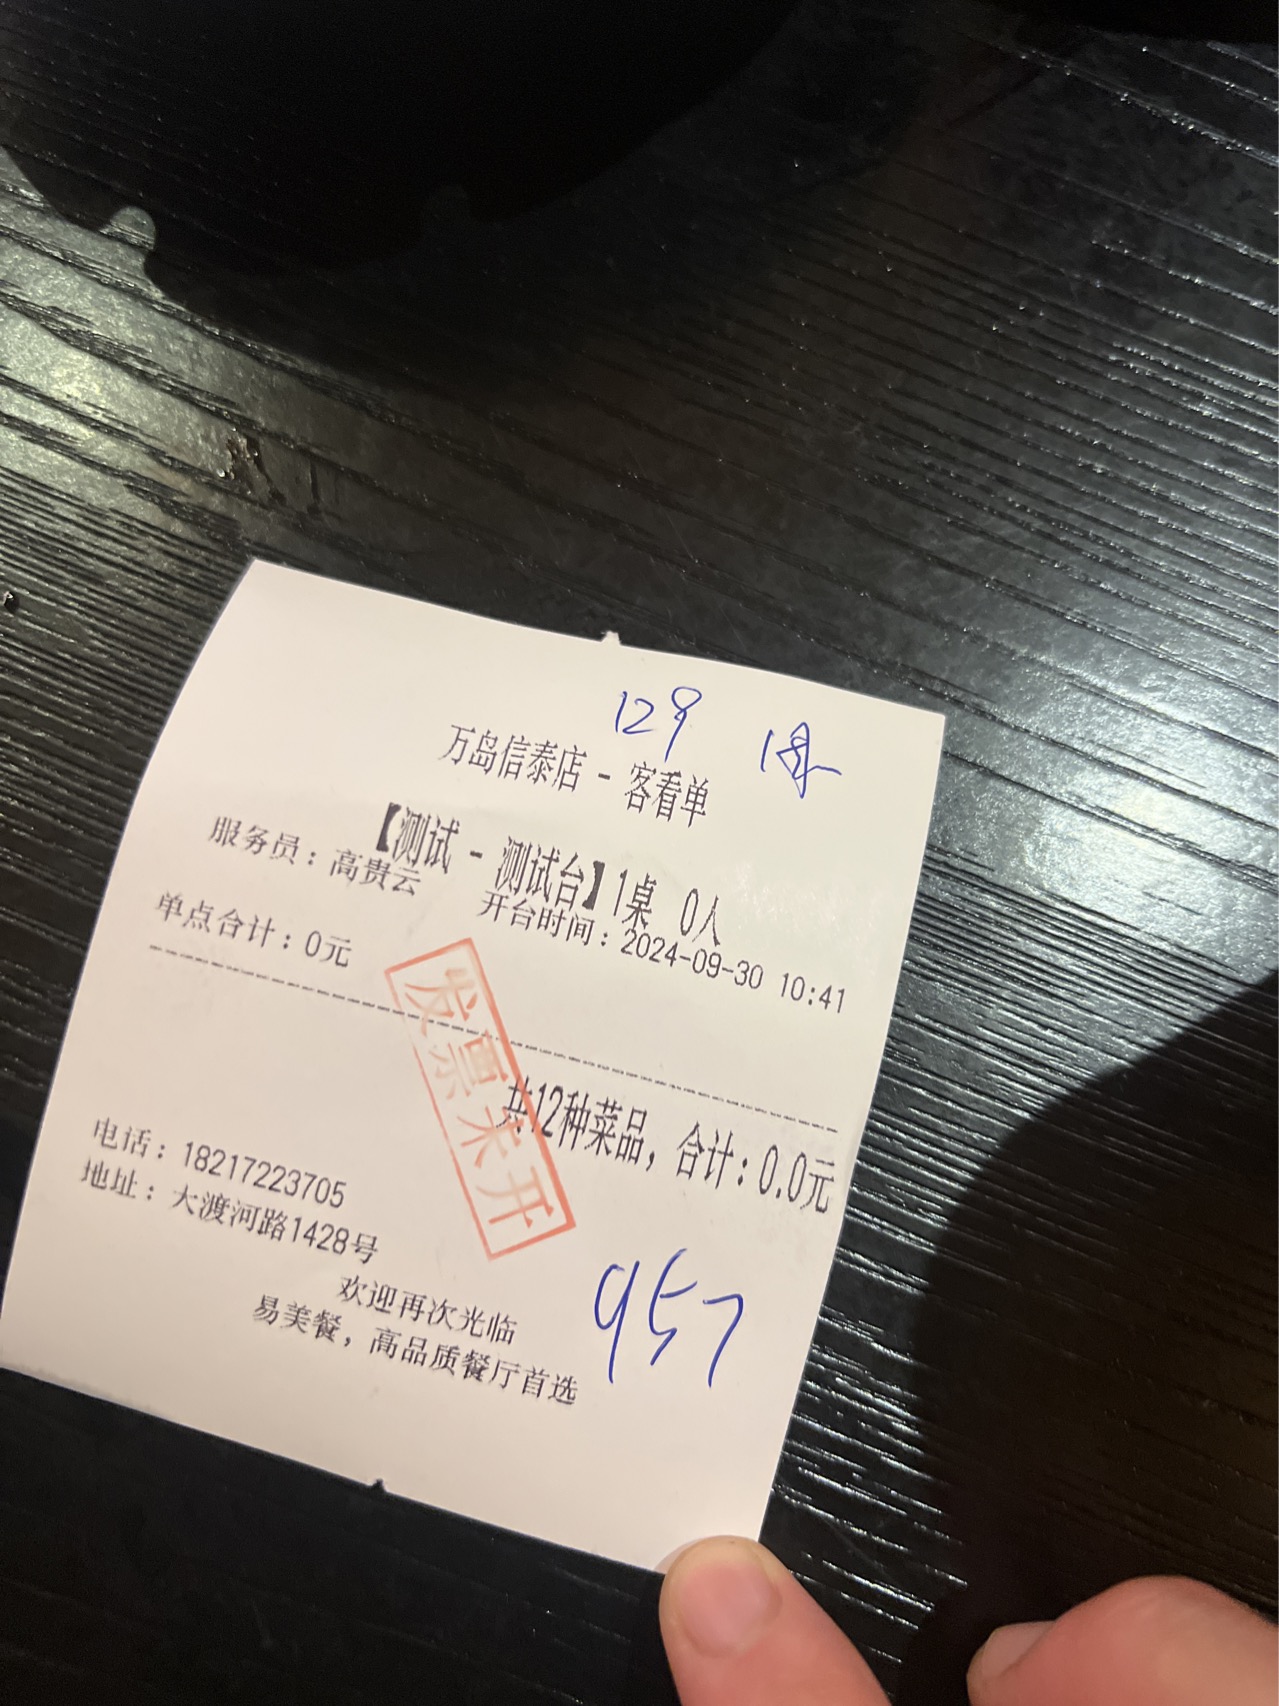 129
万岛信泰店 - 客看单
【测试 - 测试台】1桌 0人
服务员：高贵云
开台时间：2024-09-30 10:41
单点合计：0元
发票未开
共12种菜品，合计：0.0元
电话：18217223705
地址：大渡河路1428号
957
欢迎再次光临
易美餐，高品质餐厅首选